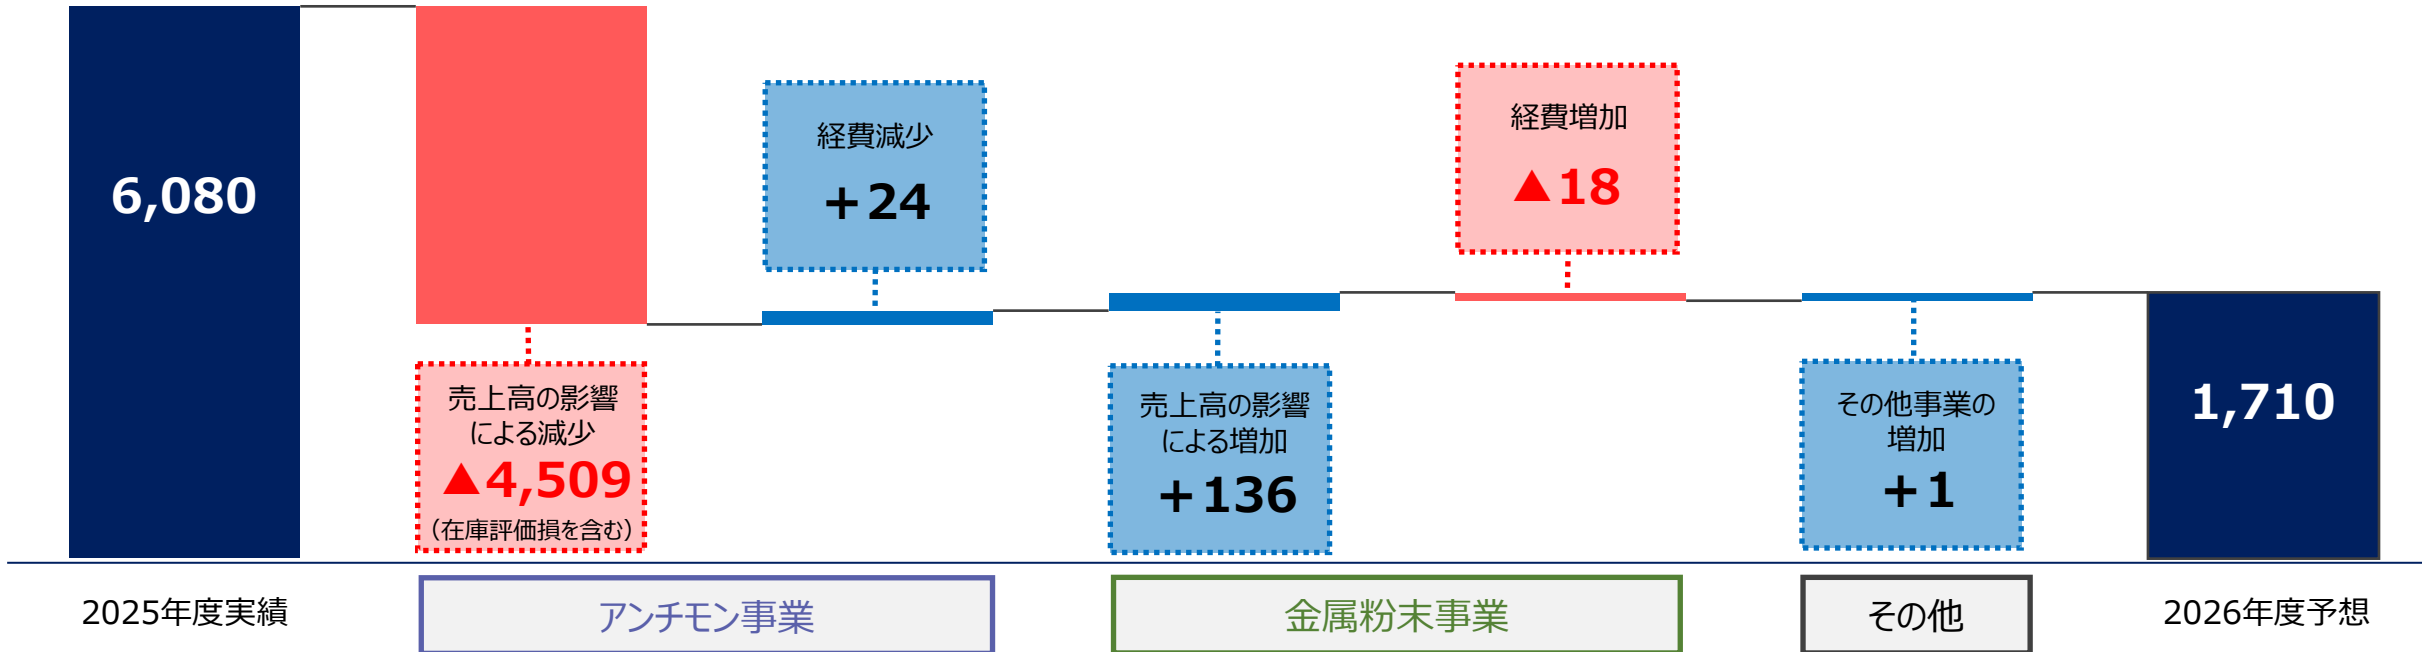 6,080
売上高の影響
による減少
▲4,509
（在庫評価損を含む）
経費減少
＋24
売上高の影響
による増加
＋136
経費増加
▲18
その他事業の
増加
＋1
1,710
2025年度実績
アンチモン事業
金属粉末事業
その他
2026年度予想